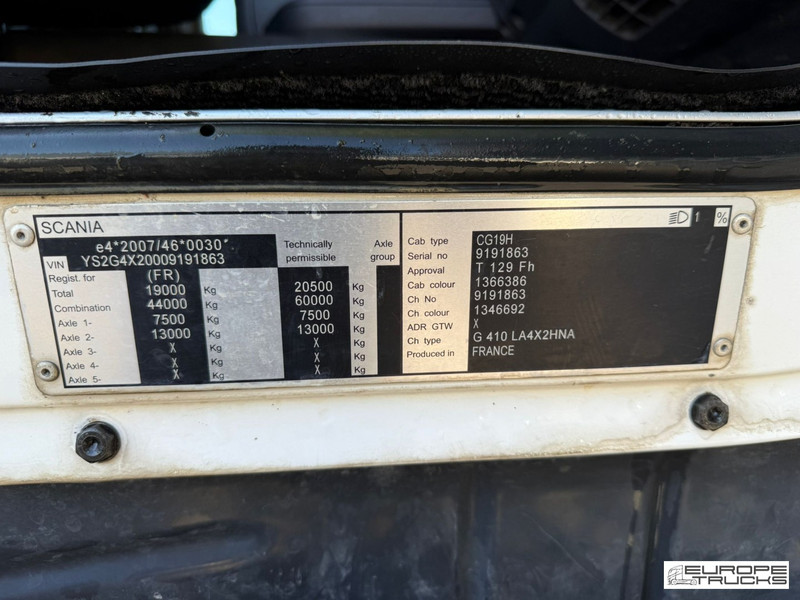 SCANIA
e4*2007/46*0030*
VIN YS2G4X20009191863
Technically permissible
Axle group
Regist. for (FR)
Total 19000 Kg 20500 Kg
Combination 44000 Kg 60000 Kg
Axle 1- 7500 Kg 7500 Kg
Axle 2- 13000 Kg 13000 Kg
Axle 3- X Kg X Kg
Axle 4- X Kg X Kg
Axle 5- X Kg X Kg
1 %
Cab type CG19H
Serial no 9191863
Approval T 129 Fh
Cab colour 1366386
Ch No 9191863
Ch colour 1346692
ADR GTW X
Ch type G 410 LA4X2HNA
Produced in FRANCE
EUROPE
TRUCKS